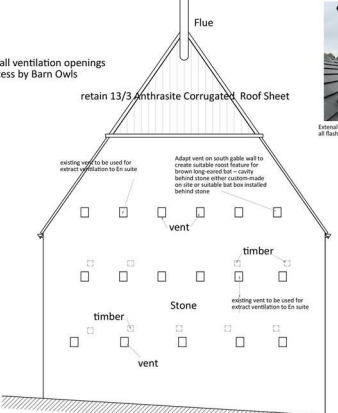 Flue
all ventilation openings
cess by Barn Owls
retain 13/3 Anthrasite Corrugated Roof Sheet
Extenal
all flash
existing vent to be used for
extract ventilation to En suite
Adapt vent on south gable wall to
create suitable roost feature for
brown long-eared bat – cavity
behind stone either custom-made
on site or suitable bat box installed
behind stone
vent
timber
Stone
existing vent to be used for
extract ventilation to En suite
timber
vent